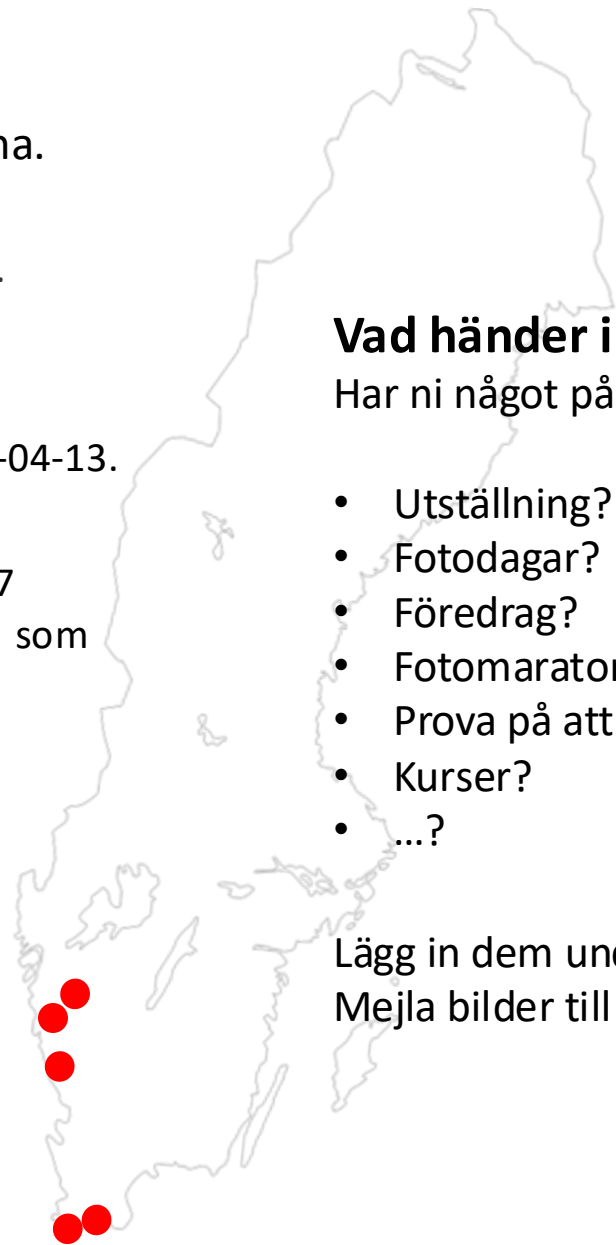 na.
.
-04-13.
7
som
Vad händer i
Har ni något på
• Utställning?
• Fotodagar?
• Föredrag?
• Fotomaraton
• Prova på att
• Kurser?
• …?
Lägg in dem und
Mejla bilder till